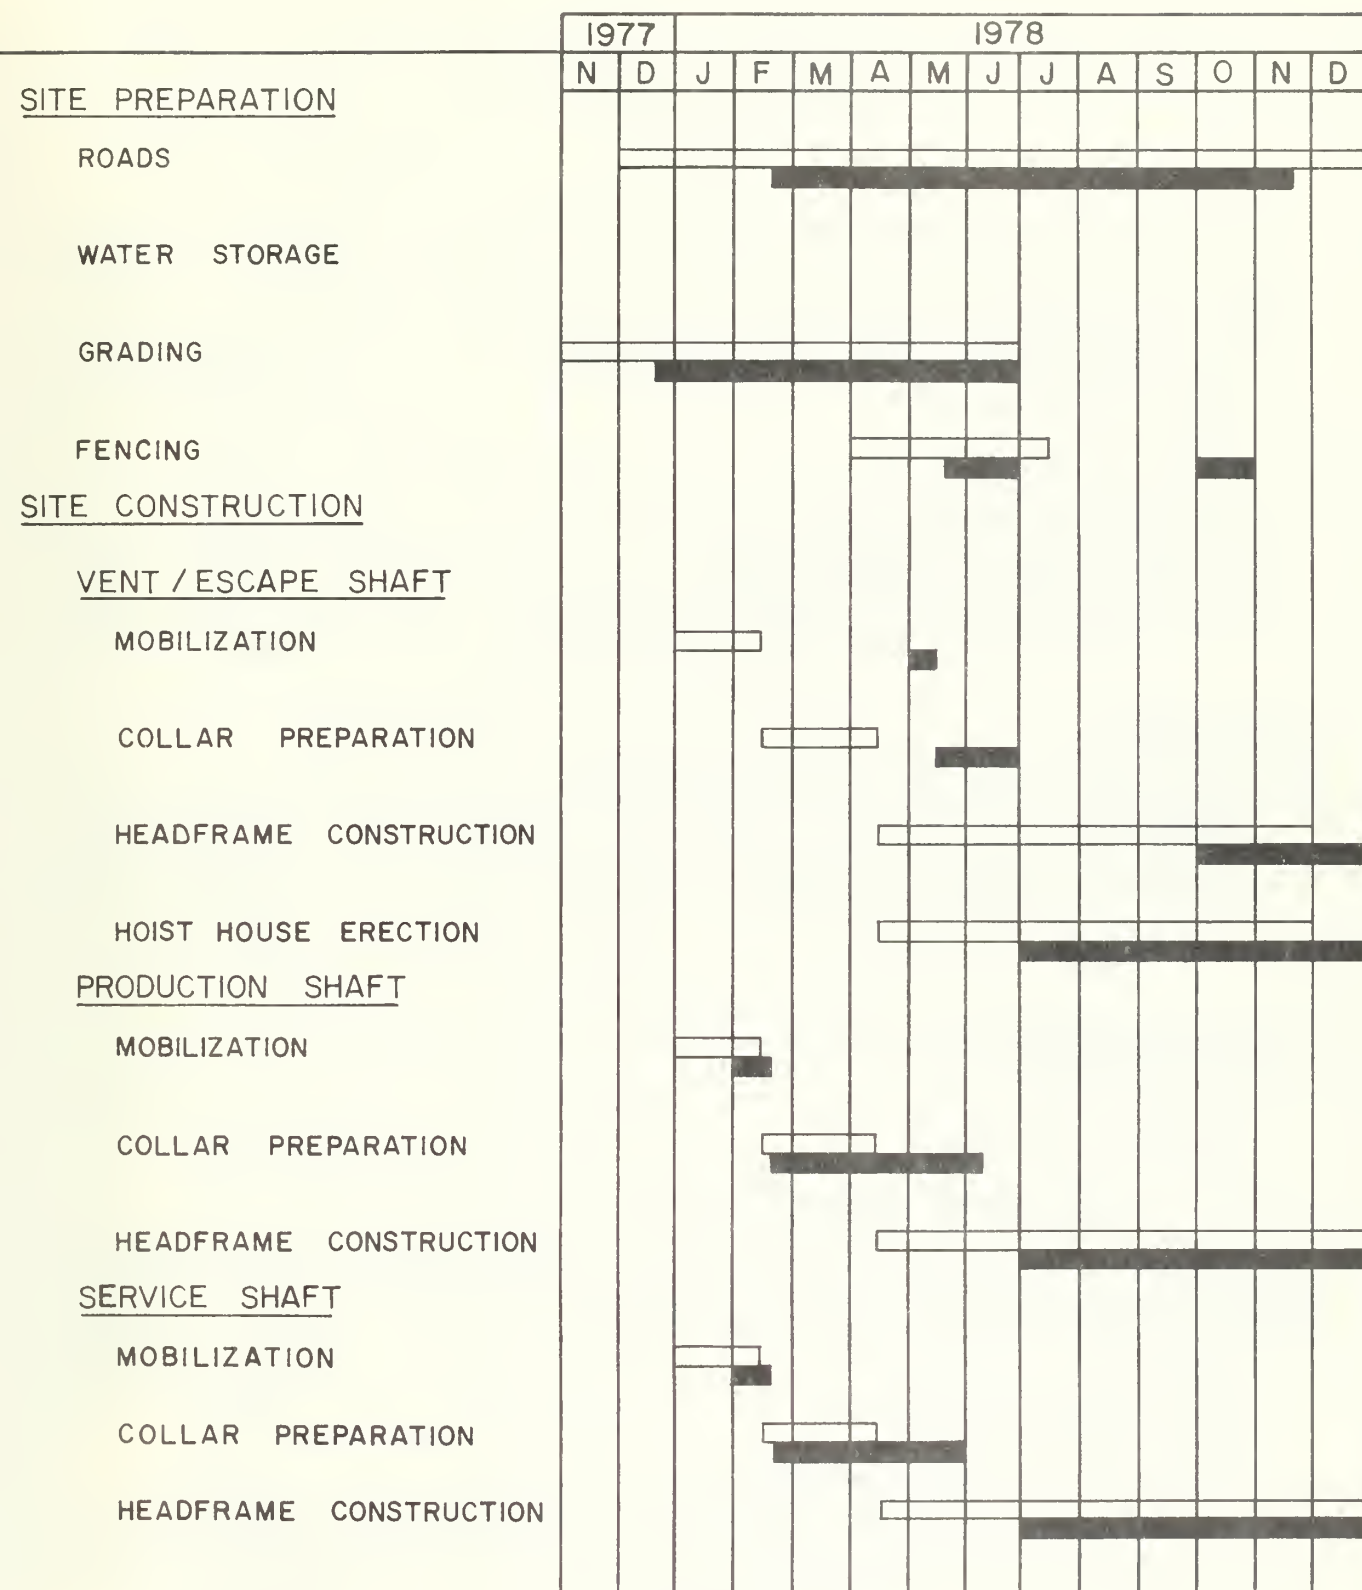 1977 1978
N D J F M A M J J A S O N D
SITE PREPARATION
ROADS
WATER STORAGE
GRADING
FENCING
SITE CONSTRUCTION
VENT / ESCAPE SHAFT
MOBILIZATION
COLLAR PREPARATION
HEADFRAME CONSTRUCTION
HOIST HOUSE ERECTION
PRODUCTION SHAFT
MOBILIZATION
COLLAR PREPARATION
HEADFRAME CONSTRUCTION
SERVICE SHAFT
MOBILIZATION
COLLAR PREPARATION
HEADFRAME CONSTRUCTION